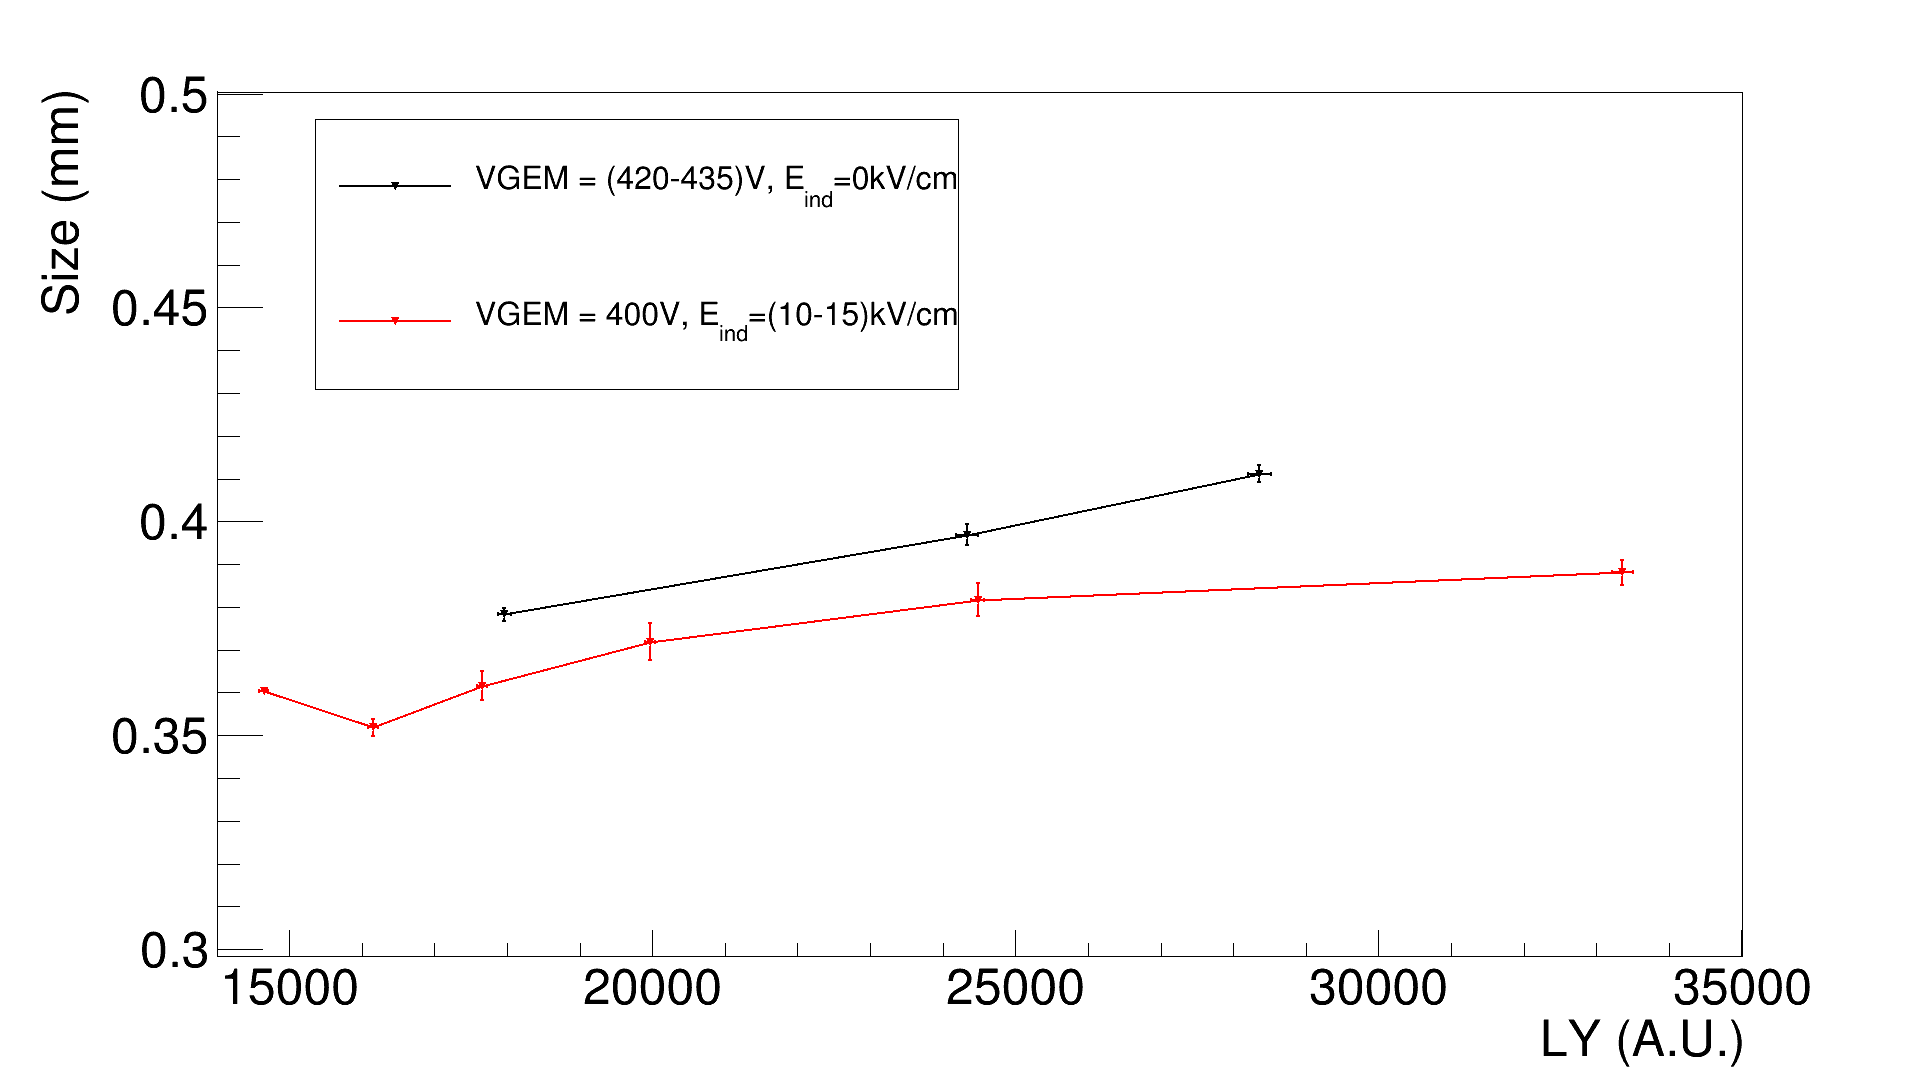 Size (mm)
0.5
0.45
0.4
0.35
0.3
VGEM = (420-435)V, E_ind=0kV/cm
VGEM = 400V, E_ind=(10-15)kV/cm
15000 20000 25000 30000 35000
LY (A.U.)